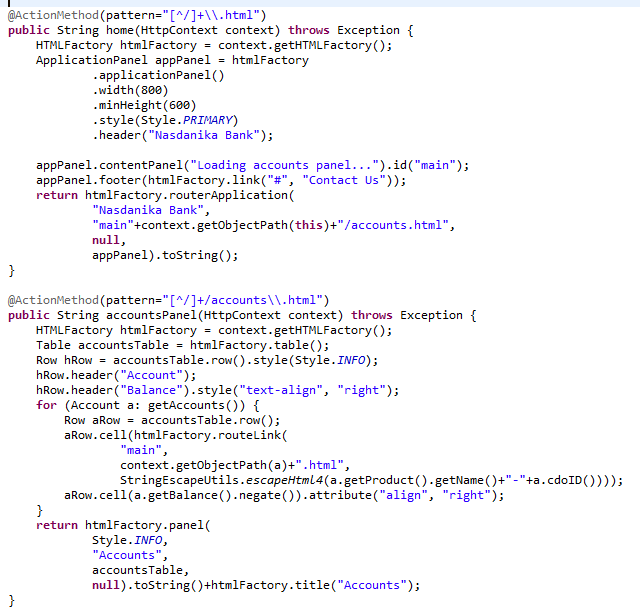 @ActionMethod(pattern="[^/]+\\.html")
public String home(HttpContext context) throws Exception {
    HTMLFactory htmlFactory = context.getHTMLFactory();
    ApplicationPanel appPanel = htmlFactory
            .applicationPanel()
            .width(800)
            .minHeight(600)
            .style(Style.PRIMARY)
            .header("Nasdanika Bank");
    appPanel.contentPanel("Loading accounts panel...").id("main");
    appPanel.footer(htmlFactory.link("#", "Contact Us"));
    return htmlFactory.routerApplication(
            "Nasdanika Bank",
            "main"+context.getObjectPath(this)+"/accounts.html",
            null,
            appPanel).toString();
}
@ActionMethod(pattern="[^/]+/accounts\\.html")
public String accountsPanel(HttpContext context) throws Exception {
    HTMLFactory htmlFactory = context.getHTMLFactory();
    Table accountsTable = htmlFactory.table();
    Row hRow = accountsTable.row().style(Style.INFO);
    hRow.header("Account");
    hRow.header("Balance").style("text-align", "right");
    for (Account a: getAccounts()) {
        Row aRow = accountsTable.row();
        aRow.cell(htmlFactory.routeLink(
                "main",
                context.getObjectPath(a)+".html",
                StringEscapeUtils.escapeHtml4(a.getProduct().getName()+"-"+a.cdoID())));
        aRow.cell(a.getBalance().negate()).attribute("align", "right");
    }
    return htmlFactory.panel(
            Style.INFO,
            "Accounts",
            accountsTable,
            null).toString()+htmlFactory.title("Accounts");
}